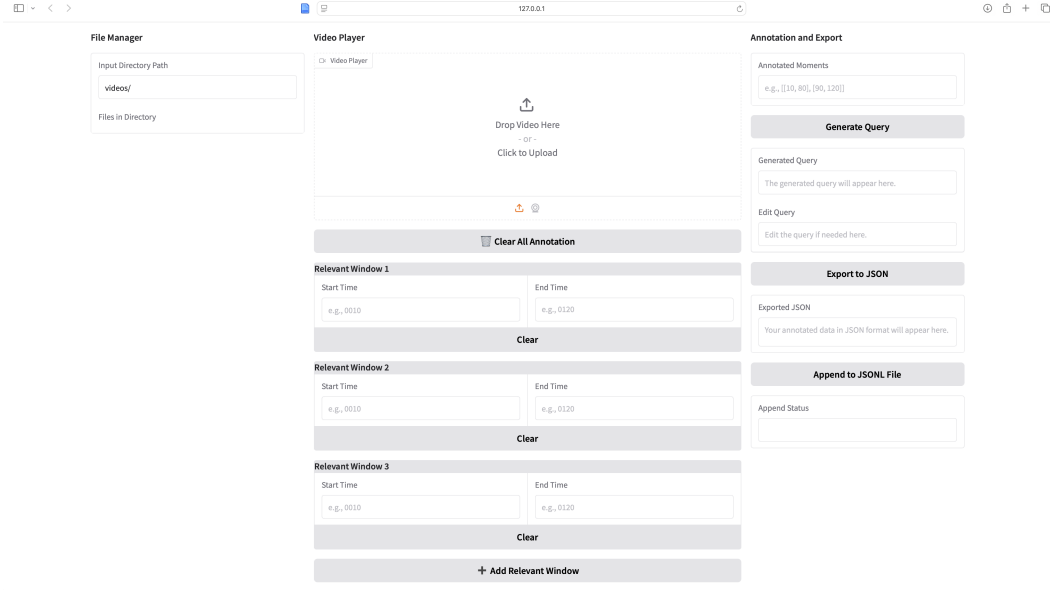 127.0.0.1
File Manager
Input Directory Path
videos/
Files in Directory
Video Player
Video Player
Drop Video Here
- or -
Click to Upload
Clear All Annotation
Relevant Window 1
Start Time
e.g., 0010
End Time
e.g., 0120
Clear
Relevant Window 2
Start Time
e.g., 0010
End Time
e.g., 0120
Clear
Relevant Window 3
Start Time
e.g., 0010
End Time
e.g., 0120
Clear
Add Relevant Window
Annotation and Export
Annotated Moments
e.g., [[10, 80], [90, 120]]
Generate Query
Generated Query
The generated query will appear here.
Edit Query
Edit the query if needed here.
Export to JSON
Exported JSON
Your annotated data in JSON format will appear here.
Append to JSONL File
Append Status